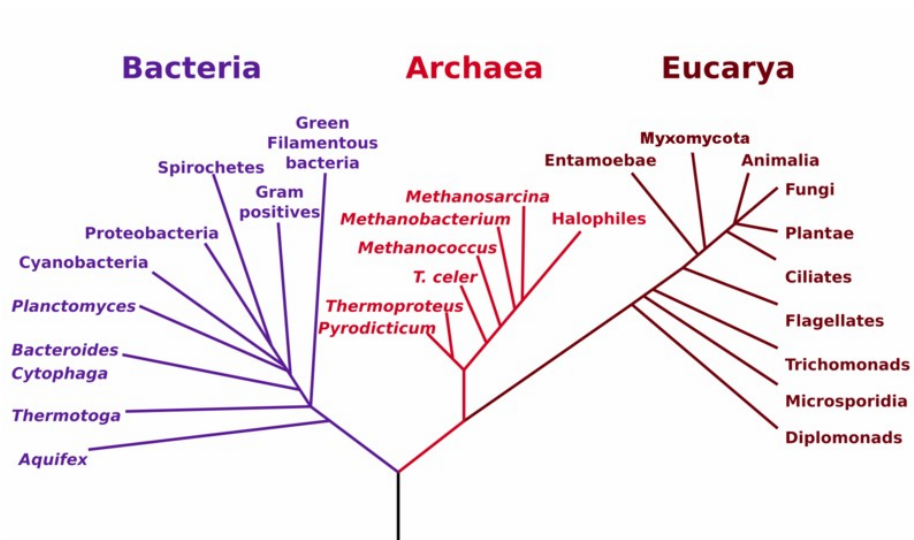 Bacteria
Archaea
Eucarya
Green
Filamentous
bacteria
Spirochetes
Gram
positives
Proteobacteria
Cyanobacteria
Planctomyces
Bacteroides
Cytophaga
Thermotoga
Aquifex
Methanosarcina
Methanobacterium
Halophiles
Methanococcus
T. celer
Thermoproteus
Pyrodicticum
Myxomycota
Entamoebae
Animalia
Fungi
Plantae
Ciliates
Flagellates
Trichomonads
Microsporidia
Diplomonads